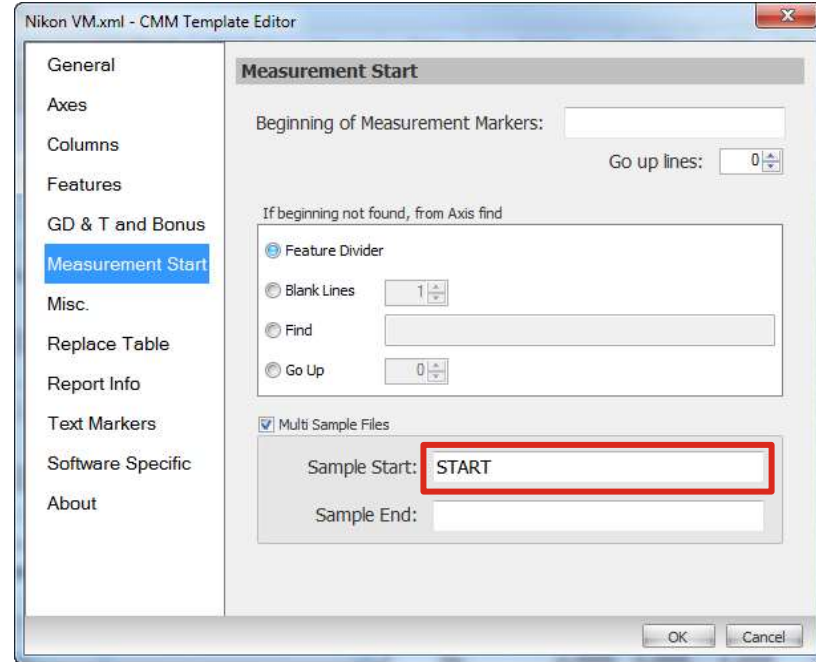 Nikon VM.xml - CMM Template Editor
General
Axes
Columns
Features
GD & T and Bonus
Measurement Start
Misc.
Replace Table
Report Info
Text Markers
Software Specific
About
Measurement Start
Beginning of Measurement Markers:
Go up lines: 0
If beginning not found, from Axis find
Feature Divider
Blank Lines 1
Find
Go Up 0
Multi Sample Files
Sample Start: START
Sample End:
OK Cancel